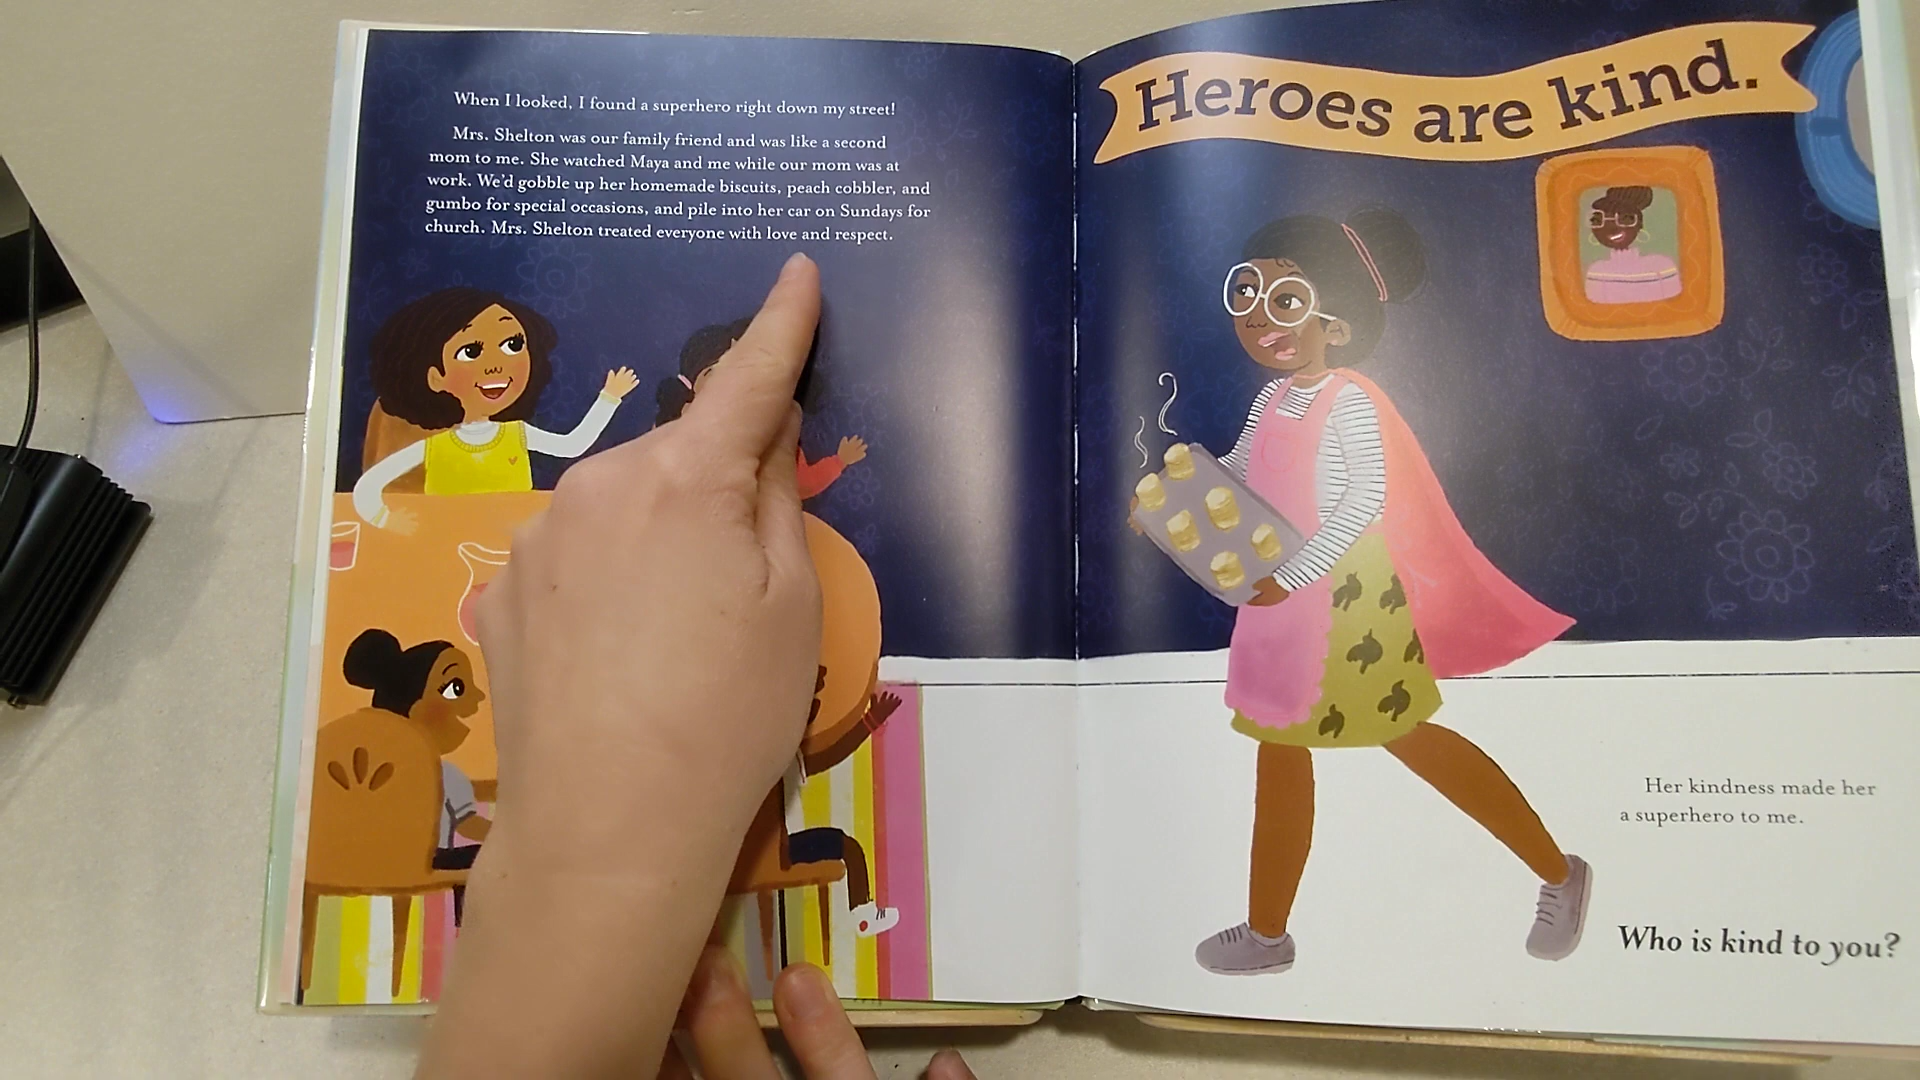 When I looked, I found a superhero right down my street!
Mrs. Shelton was our family friend and was like a second
mom to me. She watched Maya and me while our mom was at
work. We'd gobble up her homemade biscuits, peach cobbler, and
gumbo for special occasions, and pile into her car on Sundays for
church. Mrs. Shelton treated everyone with love and respect.
Heroes are kind.
Her kindness made her
a superhero to me.
Who is kind to you?